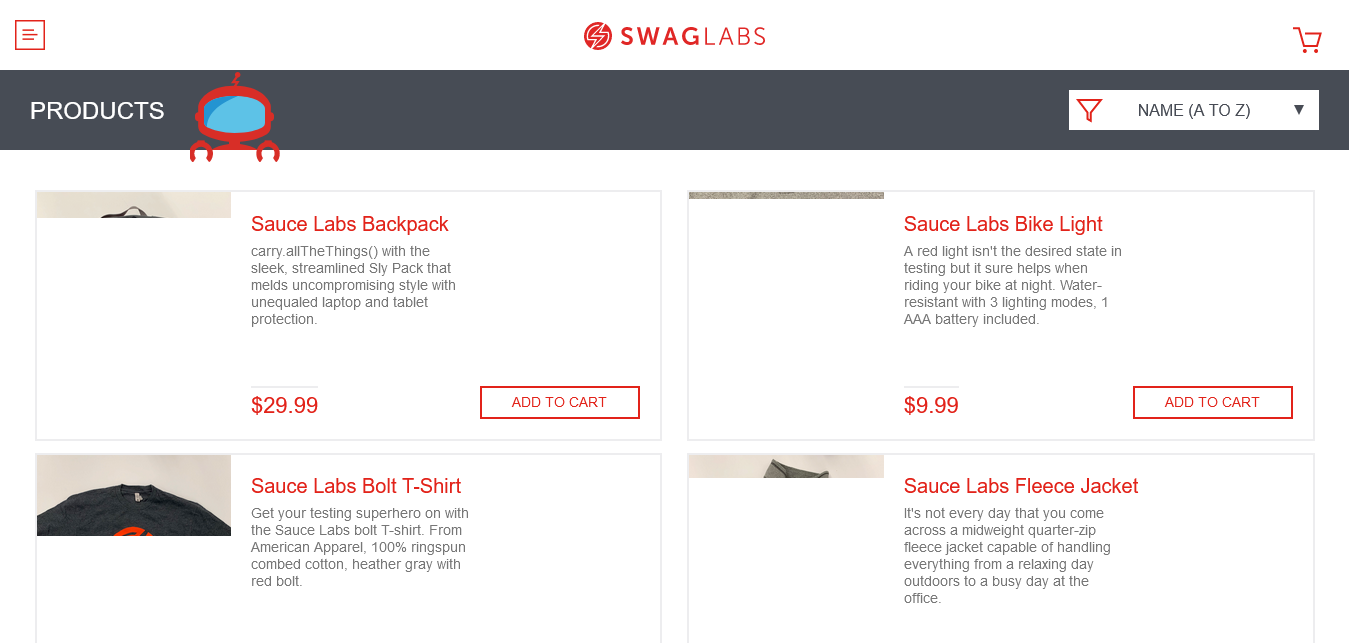 SWAGLABS
PRODUCTS
NAME (A TO Z)
Sauce Labs Backpack
carry.allTheThings() with the
sleek, streamlined Sly Pack that
melds uncompromising style with
unequaled laptop and tablet
protection.
$29.99
ADD TO CART
Sauce Labs Bike Light
A red light isn't the desired state in
testing but it sure helps when
riding your bike at night. Water-
resistant with 3 lighting modes, 1
AAA battery included.
$9.99
ADD TO CART
Sauce Labs Bolt T-Shirt
Get your testing superhero on with
the Sauce Labs bolt T-shirt. From
American Apparel, 100% ringspun
combed cotton, heather gray with
red bolt.
Sauce Labs Fleece Jacket
It's not every day that you come
across a midweight quarter-zip
fleece jacket capable of handling
everything from a relaxing day
outdoors to a busy day at the
office.